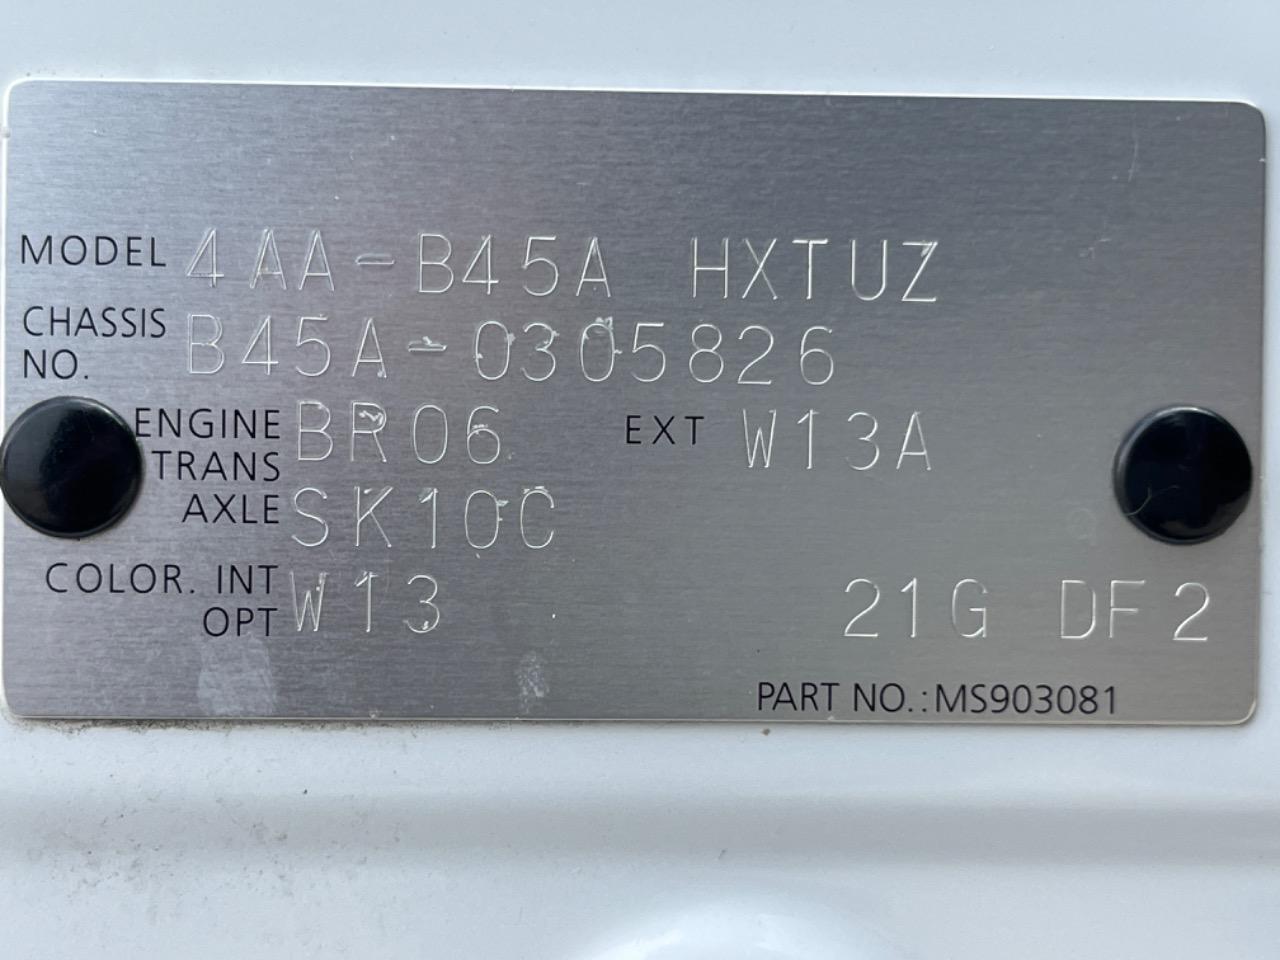 MODEL 4AA-B45A HXTUZ
CHASSIS NO. B45A-0305826
ENGINE BR06 EXT W13A
TRANS AXLE SK10C
COLOR. INT OPT W13 21G DF2
PART NO.:MS903081